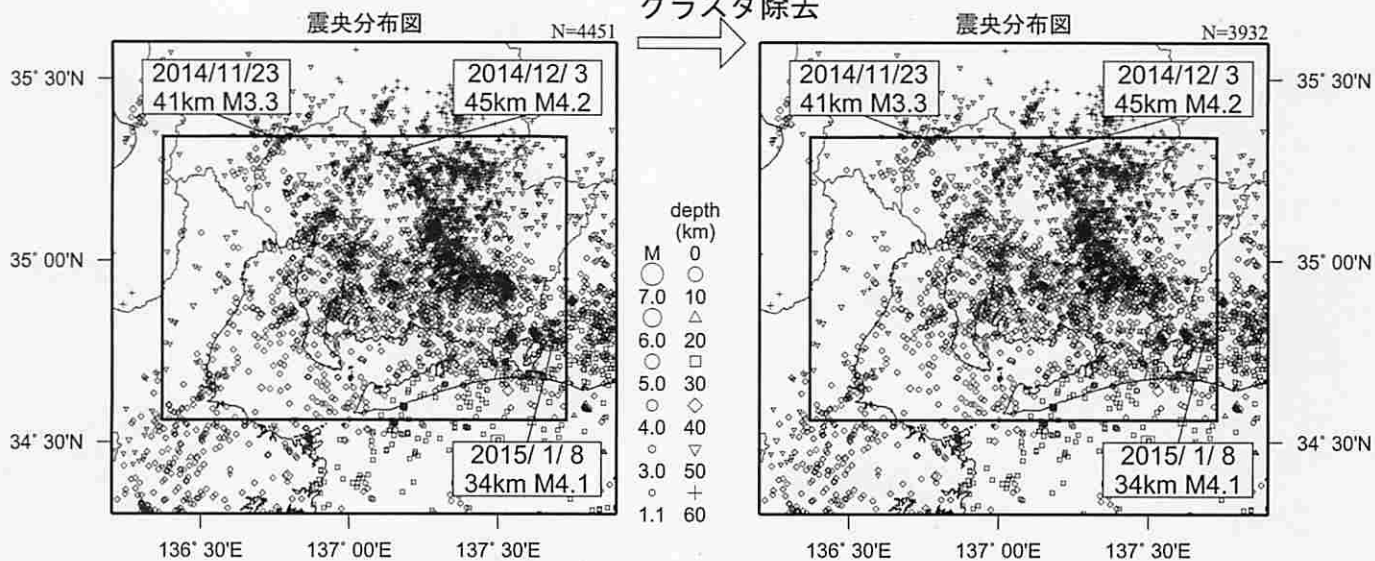 クラスタ除去
震央分布図
N=4451
2014/11/23
41km M3.3
2014/12/ 3
45km M4.2
2015/ 1/ 8
34km M4.1
35° 30'N
35° 00'N
34° 30'N
136° 30'E
137° 00'E
137° 30'E
depth
(km)
M 0
7.0 10
6.0 20
5.0 30
4.0 40
3.0 50
1.1 60
震央分布図
N=3932
2014/11/23
41km M3.3
2014/12/ 3
45km M4.2
2015/ 1/ 8
34km M4.1
35° 30'N
35° 00'N
34° 30'N
136° 30'E
137° 00'E
137° 30'E